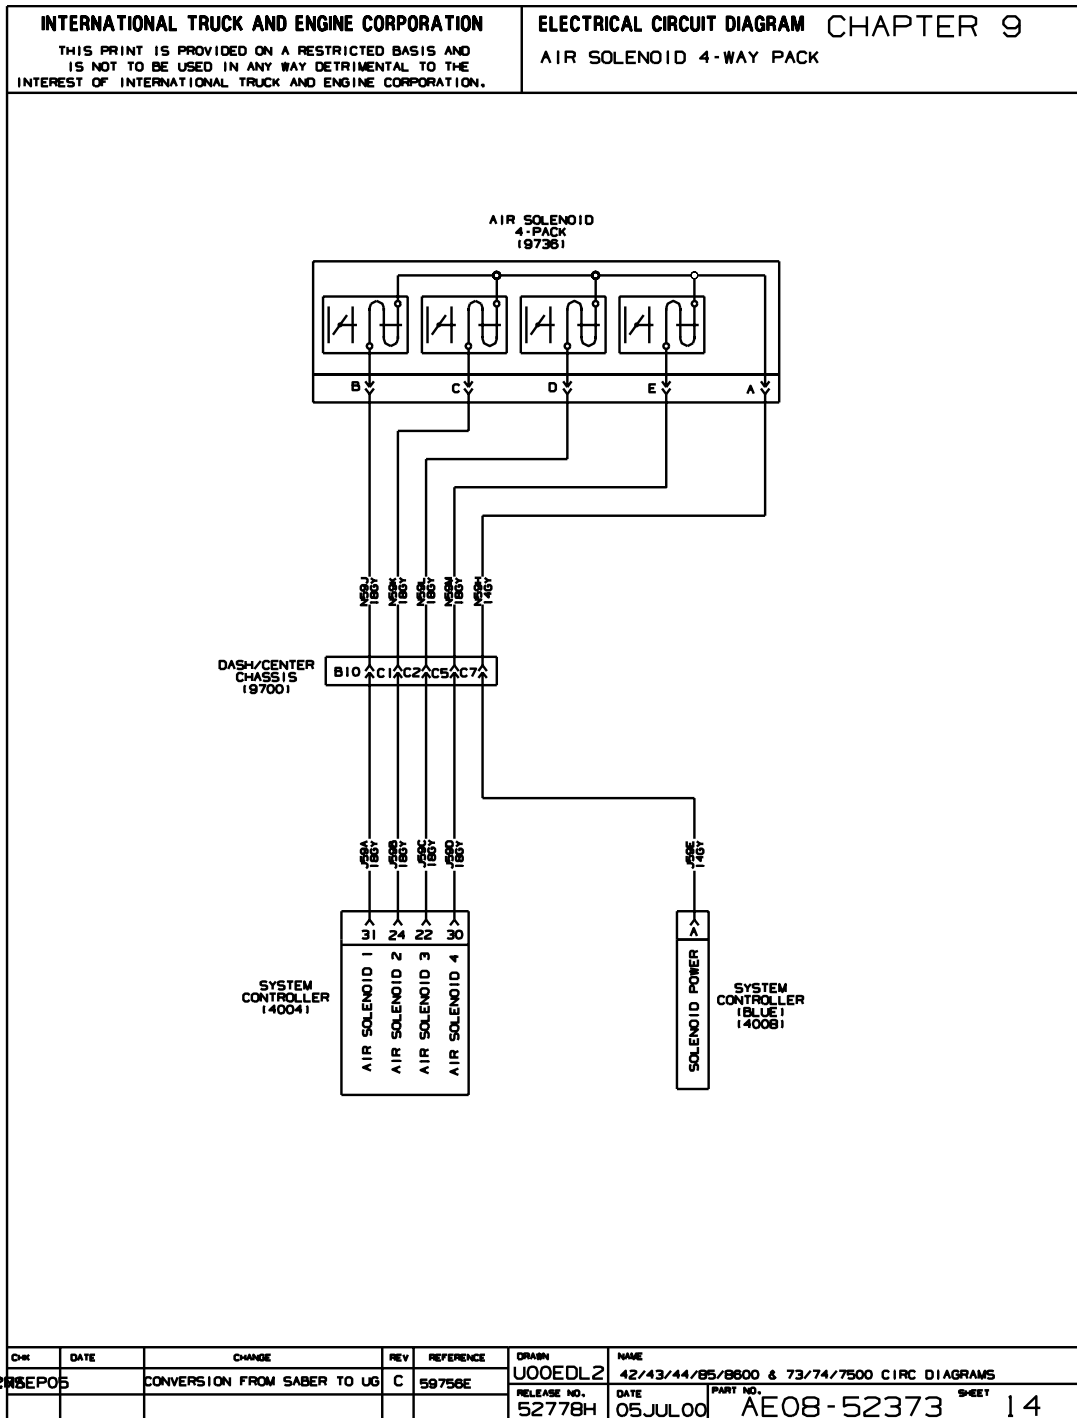 INTERNATIONAL TRUCK AND ENGINE CORPORATION
THIS PRINT IS PROVIDED ON A RESTRICTED BASIS AND
IS NOT TO BE USED IN ANY WAY DETRIMENTAL TO THE
INTEREST OF INTERNATIONAL TRUCK AND ENGINE CORPORATION.
ELECTRICAL CIRCUIT DIAGRAM CHAPTER 9
AIR SOLENOID 4-WAY PACK
AIR SOLENOID
4-PACK
(9736)
B C D E A
N59J
18GY
N59K
18GY
N59L
18GY
N59M
18GY
N59H
14GY
DASH/CENTER
CHASSIS
(9700)
B10 C1 C2 C5 C7
J59A
18GY
J59B
18GY
J59C
18GY
J59D
18GY
J59E
14GY
31 24 22 30
A
AIR SOLENOID 1
AIR SOLENOID 2
AIR SOLENOID 3
AIR SOLENOID 4
SOLENOID POWER
SYSTEM
CONTROLLER
(4004)
SYSTEM
CONTROLLER
(BLUE)
(4008)
CHK DATE CHANGE REV REFERENCE
CONVERSION FROM SABER TO UG C 59756E
DRAWN
U00EDL2
NAME
42/43/44/85/8600 & 73/74/7500 CIRC DIAGRAMS
RELEASE NO.
52778H
DATE
05JUL00
PART NO.
AE08-52373
SHEET
14